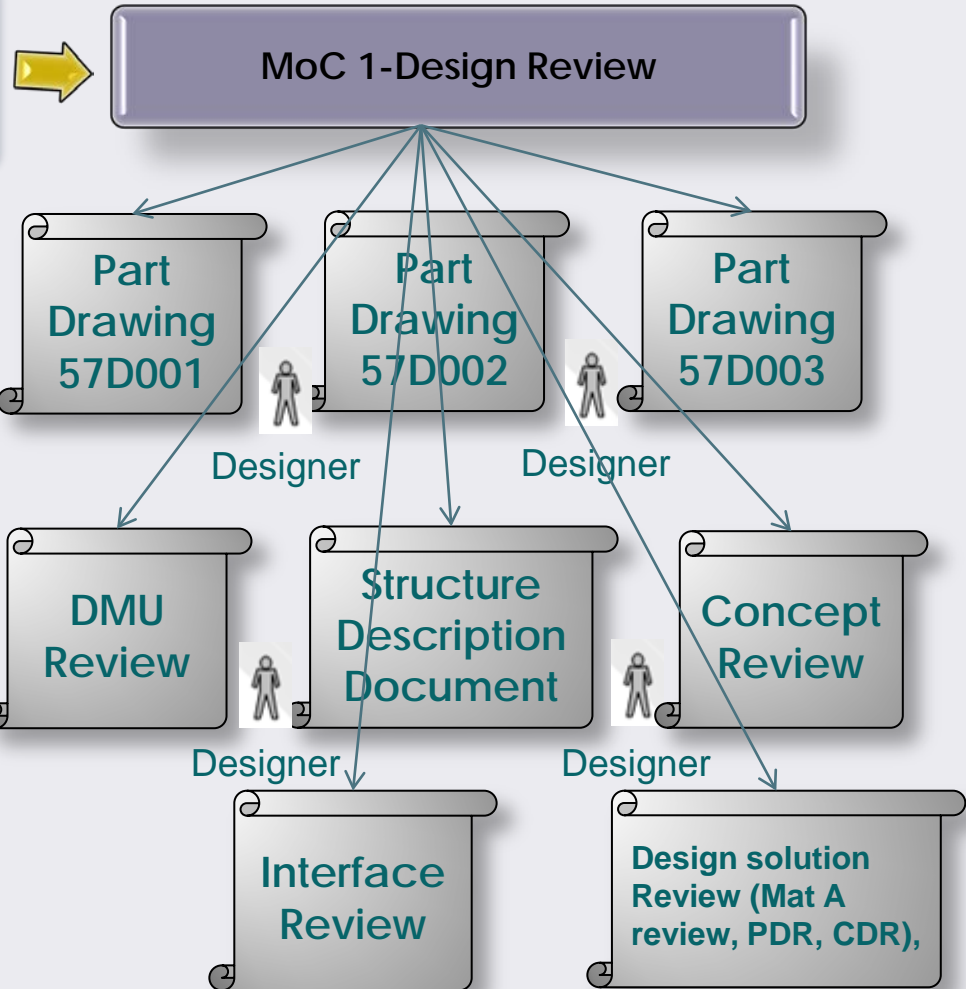 MoC 1-Design Review
Part
Drawing
57D001
Part
Drawing
57D002
Part
Drawing
57D003
Designer
Designer
DMU
Review
Structure
Description
Document
Concept
Review
Designer
Designer
Interface
Review
Design solution
Review (Mat A
review, PDR, CDR),